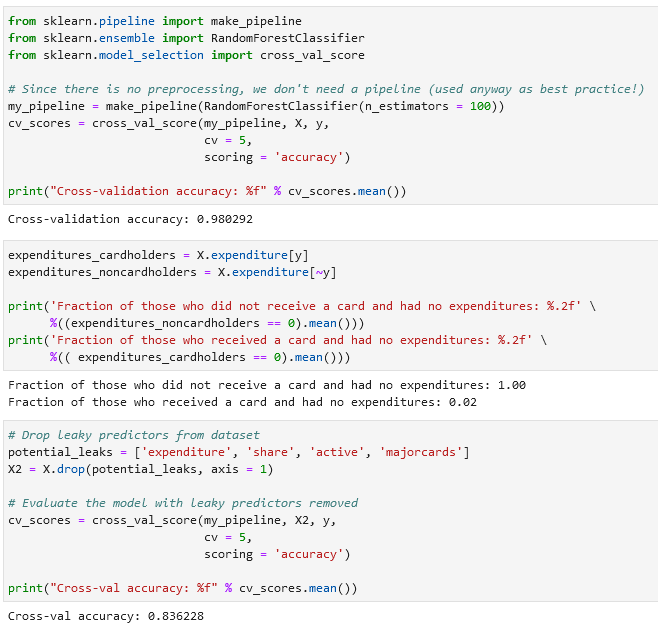 from sklearn.pipeline import make_pipeline
from sklearn.ensemble import RandomForestClassifier
from sklearn.model_selection import cross_val_score

# Since there is no preprocessing, we don't need a pipeline (used anyway as best practice!)
my_pipeline = make_pipeline(RandomForestClassifier(n_estimators = 100))
cv_scores = cross_val_score(my_pipeline, X, y,
                            cv = 5,
                            scoring = 'accuracy')

print("Cross-validation accuracy: %f" % cv_scores.mean())
Cross-validation accuracy: 0.980292
expenditures_cardholders = X.expenditure[y]
expenditures_noncardholders = X.expenditure[~y]

print('Fraction of those who did not receive a card and had no expenditures: %.2f' \
      %((expenditures_noncardholders == 0).mean()))
print('Fraction of those who received a card and had no expenditures: %.2f' \
      %(( expenditures_cardholders == 0).mean()))
Fraction of those who did not receive a card and had no expenditures: 1.00
Fraction of those who received a card and had no expenditures: 0.02
# Drop leaky predictors from dataset
potential_leaks = ['expenditure', 'share', 'active', 'majorcards']
X2 = X.drop(potential_leaks, axis = 1)

# Evaluate the model with leaky predictors removed
cv_scores = cross_val_score(my_pipeline, X2, y,
                            cv = 5,
                            scoring = 'accuracy')

print("Cross-val accuracy: %f" % cv_scores.mean())
Cross-val accuracy: 0.836228